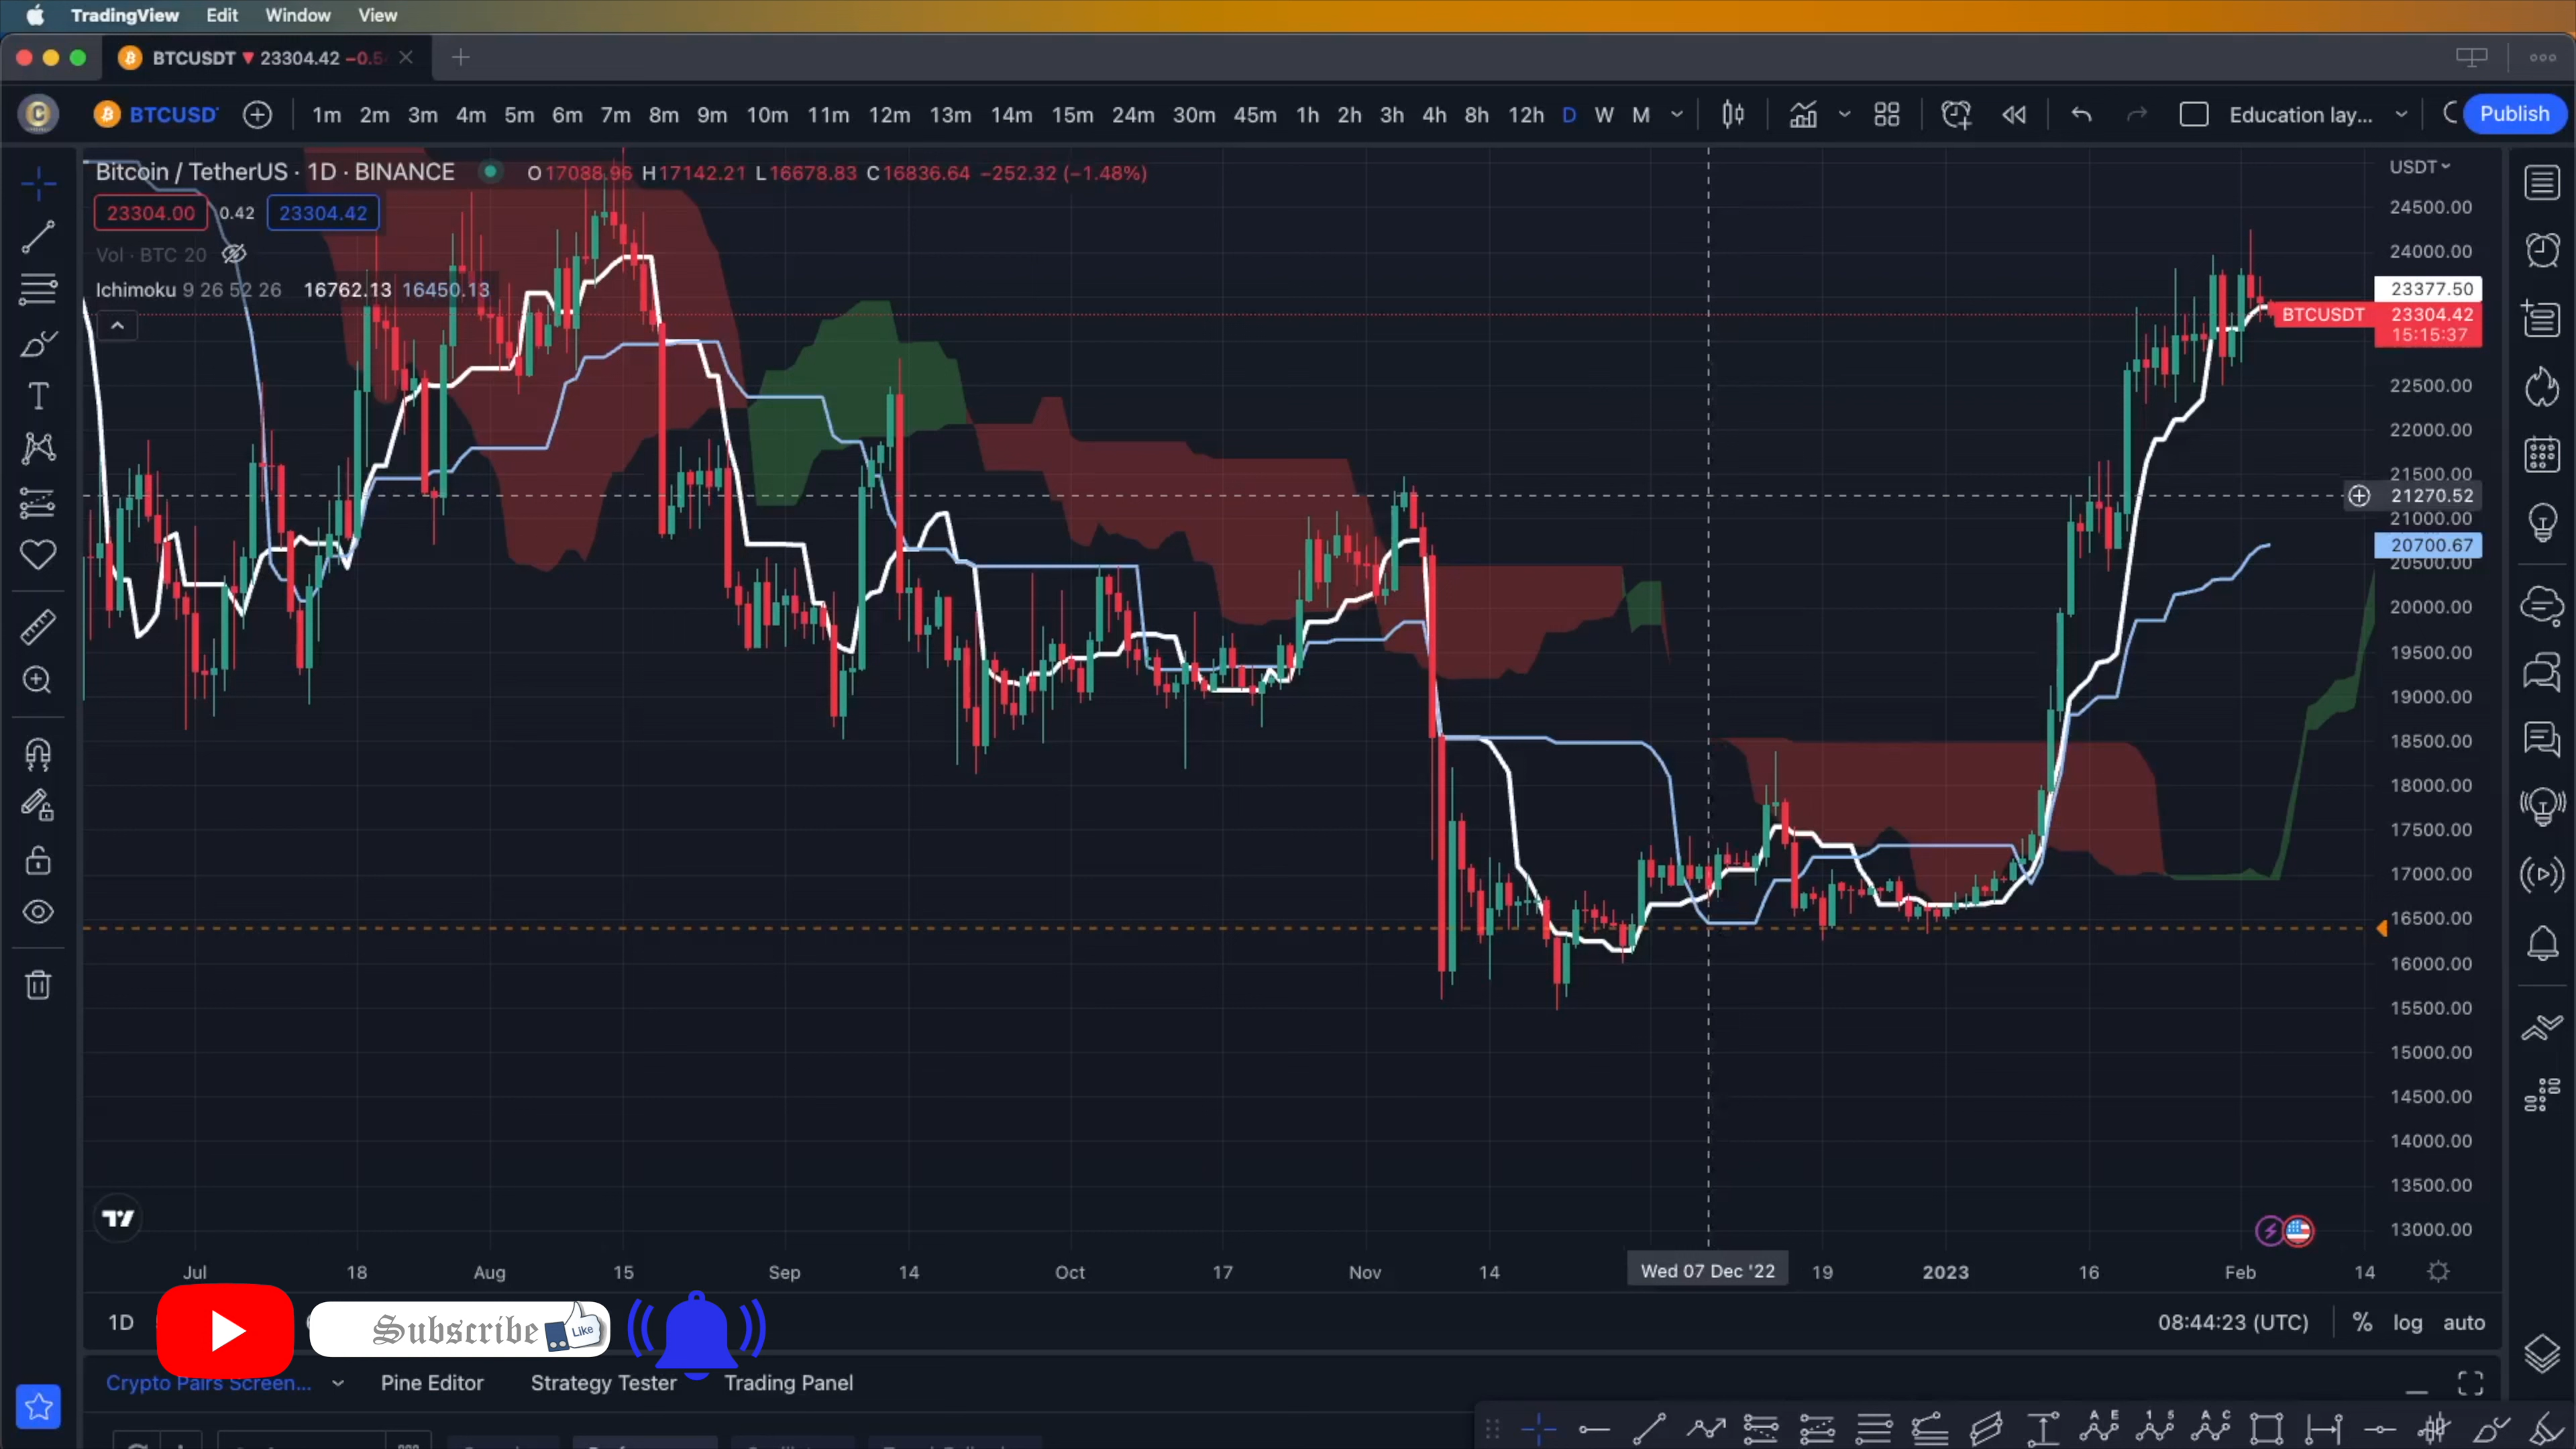 TradingView Edit Window View
BTCUSDT ▼ 23304.42 −0.5
BTCUSD 1m 2m 3m 4m 5m 6m 7m 8m 9m 10m 11m 12m 13m 14m 15m 24m 30m 45m 1h 2h 3h 4h 8h 12h D W M Education lay... Publish
Bitcoin / TetherUS · 1D · BINANCE O17088.96 H17142.21 L16678.83 C16836.64 −252.32 (−1.48%)
USDT
23304.00 0.42 23304.42
24500.00
Vol · BTC 20
24000.00
Ichimoku 9 26 52 26 16762.13 16450.13
23377.50
BTCUSDT 23304.42
15:15:37
22500.00
22000.00
21500.00
21270.52
21000.00
20700.67
20500.00
20000.00
19500.00
19000.00
18500.00
18000.00
17500.00
17000.00
16500.00
16000.00
15500.00
15000.00
14500.00
14000.00
13500.00
13000.00
Jul 18 Aug 15 Sep 14 Oct 17 Nov 14 Wed 07 Dec '22 19 2023 16 Feb 14
1D Subscribe Like 08:44:23 (UTC) % log auto
Crypto Pairs Screen... Pine Editor Strategy Tester Trading Panel